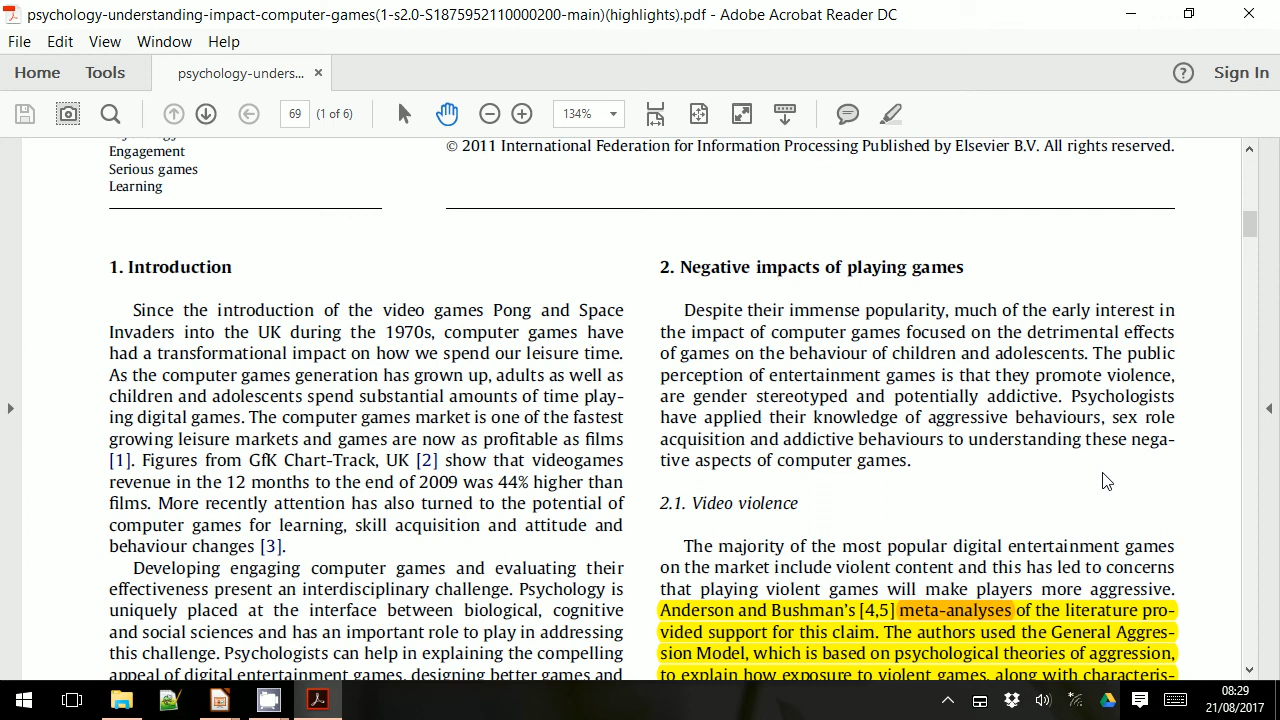 psychology-understanding-impact-computer-games(1-s2.0-S1875952110000200-main)(highlights).pdf - Adobe Acrobat Reader DC
File Edit View Window Help
Home Tools psychology-unders... × Sign In
69 (1 of 6) 134%
Engagement
Serious games
Learning
© 2011 International Federation for Information Processing Published by Elsevier B.V. All rights reserved.
1. Introduction
Since the introduction of the video games Pong and Space
Invaders into the UK during the 1970s, computer games have
had a transformational impact on how we spend our leisure time.
As the computer games generation has grown up, adults as well as
children and adolescents spend substantial amounts of time play-
ing digital games. The computer games market is one of the fastest
growing leisure markets and games are now as profitable as films
[1]. Figures from GfK Chart-Track, UK [2] show that videogames
revenue in the 12 months to the end of 2009 was 44% higher than
films. More recently attention has also turned to the potential of
computer games for learning, skill acquisition and attitude and
behaviour changes [3].
Developing engaging computer games and evaluating their
effectiveness present an interdisciplinary challenge. Psychology is
uniquely placed at the interface between biological, cognitive
and social sciences and has an important role to play in addressing
this challenge. Psychologists can help in explaining the compelling
appeal of digital entertainment games, designing better games and
2. Negative impacts of playing games
Despite their immense popularity, much of the early interest in
the impact of computer games focused on the detrimental effects
of games on the behaviour of children and adolescents. The public
perception of entertainment games is that they promote violence,
are gender stereotyped and potentially addictive. Psychologists
have applied their knowledge of aggressive behaviours, sex role
acquisition and addictive behaviours to understanding these nega-
tive aspects of computer games.
2.1. Video violence
The majority of the most popular digital entertainment games
on the market include violent content and this has led to concerns
that playing violent games will make players more aggressive.
Anderson and Bushman's [4,5] meta-analyses of the literature pro-
vided support for this claim. The authors used the General Aggres-
sion Model, which is based on psychological theories of aggression,
to explain how exposure to violent games, along with characteris-
08:29
21/08/2017